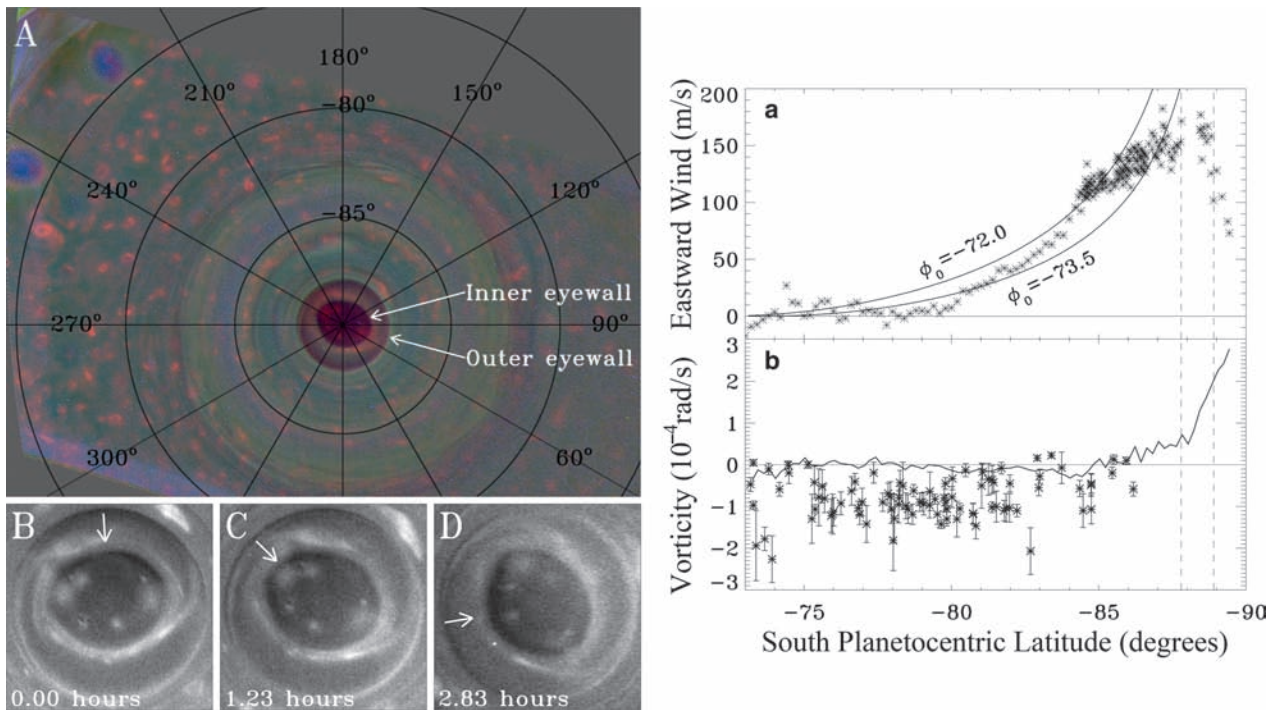 A
180°
210°
150°
-80°
240°
120°
-85°
Inner eyewall
270°
90°
Outer eyewall
300°
60°
B
0.00 hours
C
1.23 hours
D
2.83 hours
a
Eastward Wind (m/s)
200
150
100
50
0
ϕ₀=-72.0
ϕ₀=-73.5
b
Vorticity (10⁻⁴rad/s)
3
2
1
0
-1
-2
-3
-75
-80
-85
-90
South Planetocentric Latitude (degrees)